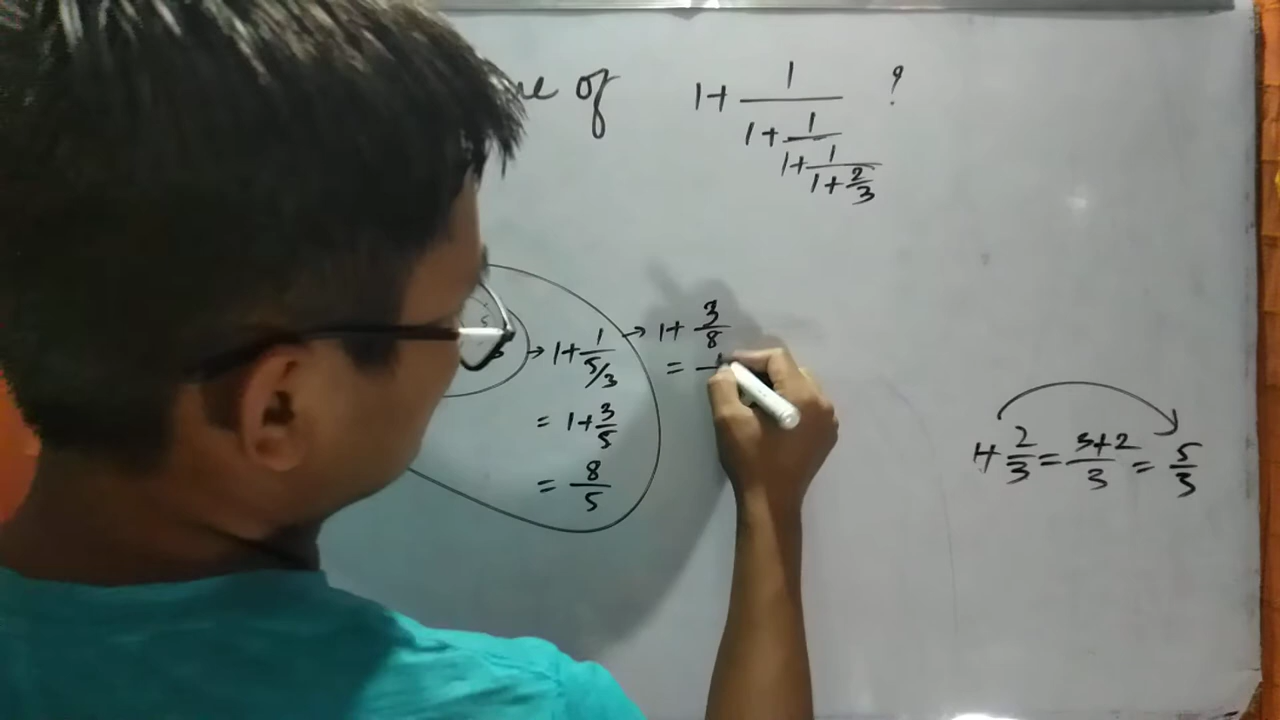 of 1 + 1/(1 + 1/(1 + 1/(1 + 2/3))) ?
→ 1 + 1/(5/3)
= 1 + 3/5
= 8/5
→ 1 + 3/8
=
1 + 2/3 = 3+2/3 = 5/3